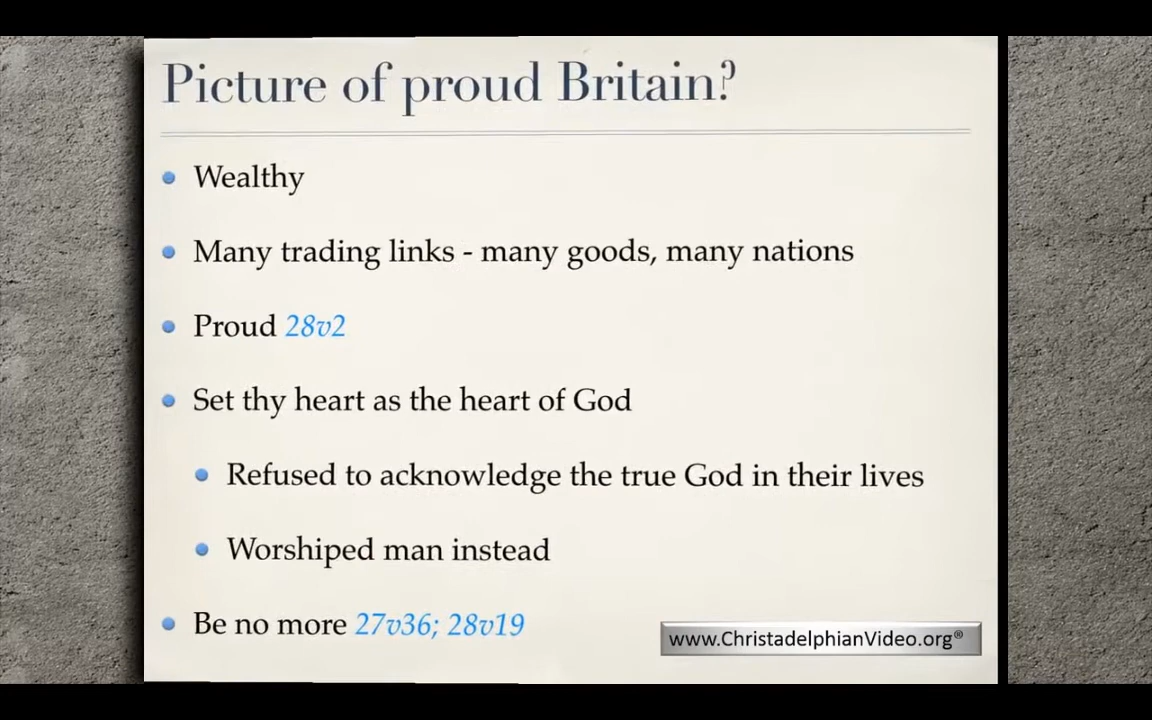 Picture of proud Britain?
Wealthy
Many trading links - many goods, many nations
Proud 28v2
Set thy heart as the heart of God
Refused to acknowledge the true God in their lives
Worshiped man instead
Be no more 27v36; 28v19
www.ChristadelphianVideo.org®